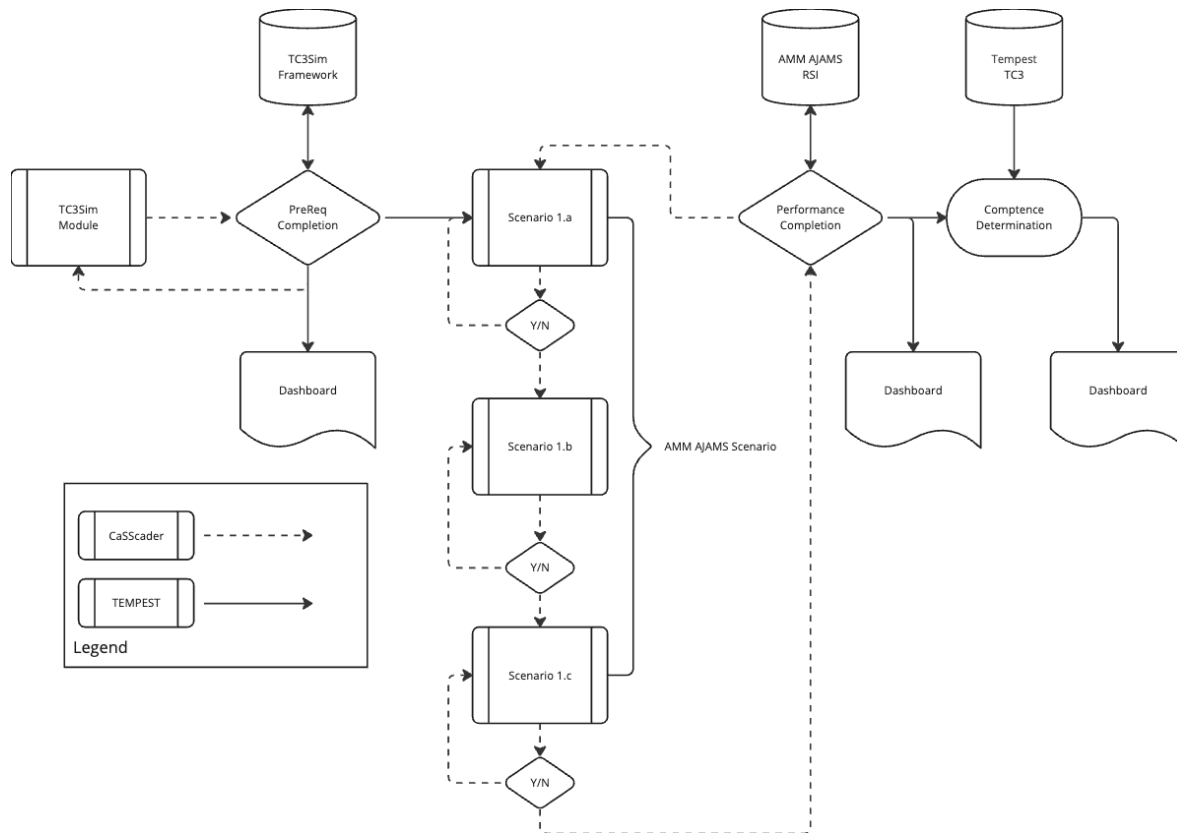 TC3Sim
Framework
AMM AJAMS
RSI
Tempest
TC3
TC3Sim
Module
PreReq
Completion
Scenario 1.a
Performance
Completion
Comptence
Determination
Y/N
Dashboard
Dashboard
Dashboard
Scenario 1.b
AMM AJAMS Scenario
CaSScader
Y/N
TEMPEST
Legend
Scenario 1.c
Y/N